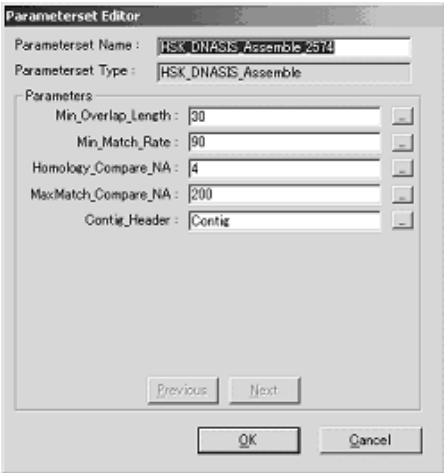 Parameterset Editor
Parameterset Name : HSK_DNASIS_Assemble 2574
Parameterset Type : HSK_DNASIS_Assemble
Parameters
Min_Overlap_Length : 30 ...
Min_Match_Rate : 90 ...
Homology_Compare_NA : 4 ...
MaxMatch_Compare_NA : 200 ...
Contig_Header : Contig ...
Previous Next
OK Cancel